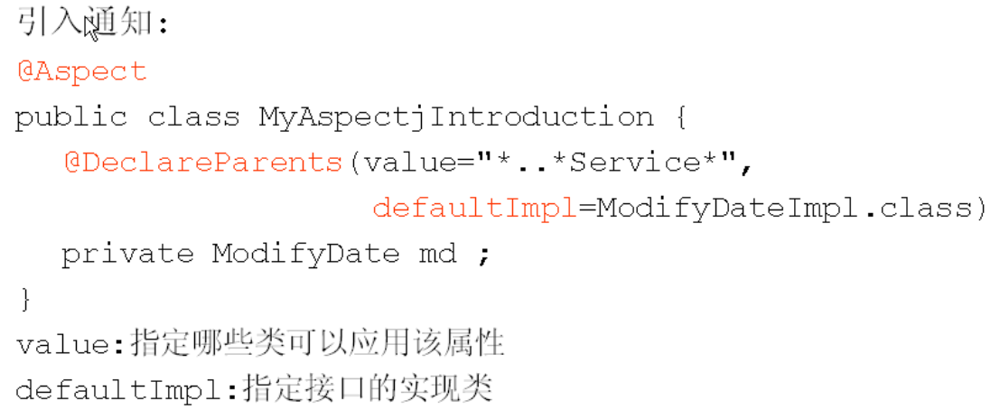 引入通知:
@Aspect
public class MyAspectjIntroduction {
@DeclareParents(value="*..*Service*",
defaultImpl=ModifyDateImpl.class)
private ModifyDate md ;
}
value:指定哪些类可以应用该属性
defaultImpl:指定接口的实现类